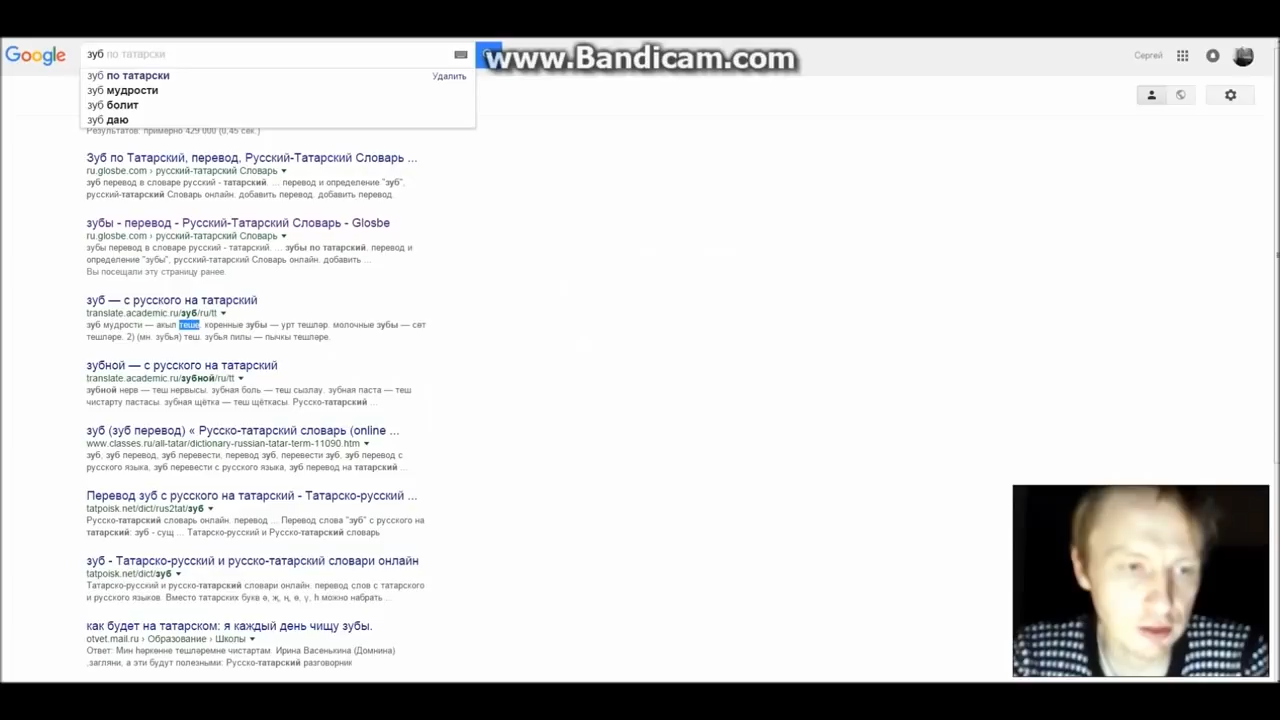 www.Bandicam.com
Google
зуб по татарски
Сергей
зуб по татарски
Удалить
зуб мудрости
зуб болит
зуб даю
Результатов: примерно 429 000 (0,45 сек.)
Зуб по Татарский, перевод, Русский-Татарский Словарь ...
ru.glosbe.com › русский-татарский Словарь
зуб перевод в словаре русский - татарский. ... перевод и определение "зуб",
русский-татарский Словарь онлайн. добавить перевод. добавить перевод.
зубы - перевод - Русский-Татарский Словарь - Glosbe
ru.glosbe.com › русский-татарский Словарь
зубы перевод в словаре русский - татарский. ... зубы по татарский. перевод и
определение "зубы", русский-татарский Словарь онлайн. добавить ...
Вы посещали эту страницу ранее.
зуб — с русского на татарский
translate.academic.ru/зуб/ru/tt
зуб мудрости — акыл теше. коренные зубы — урт тешләр. молочные зубы — сөт
тешләре. 2) (мн. зубья) теш. зубья пилы — пычкы тешләре.
зубной — с русского на татарский
translate.academic.ru/зубной/ru/tt
зубной нерв — теш нервысы. зубная боль — теш сызлау. зубная паста — теш
чистарту пастасы. зубная щётка — теш щёткасы. Русско-татарский ...
зуб (зуб перевод) « Русско-татарский словарь (online ...
www.classes.ru/all-tatar/dictionary-russian-tatar-term-11090.htm
зуб, зуб перевод, зуб перевести, перевод зуб, перевести зуб, зуб перевод с
русского языка, зуб перевести с русского языка, зуб перевод на татарский ...
Перевод зуб с русского на татарский - Татарско-русский ...
tatpoisk.net/dict/rus2tat/зуб
Русско-татарский словарь онлайн. перевод ... Перевод слова "зуб" с русского на
татарский: зуб - сущ ... Татарско-русский и Русско-татарский словарь
зуб - Татарско-русский и русско-татарский словари онлайн
tatpoisk.net/dict/зуб
Татарско-русский и русско-татарский словари онлайн. перевод слов с татарского
и русского языков. Вместо татарских букв ә, җ, ң, ө, ү, һ можно набрать ...
как будет на татарском: я каждый день чищу зубы.
otvet.mail.ru › Образование › Школы
Ответ: Мин һәркөнне тешләремне чистартам. Ирина Васенькина (Домнина)
,загляни, а эти будут полезными: Русско-татарский разговорник